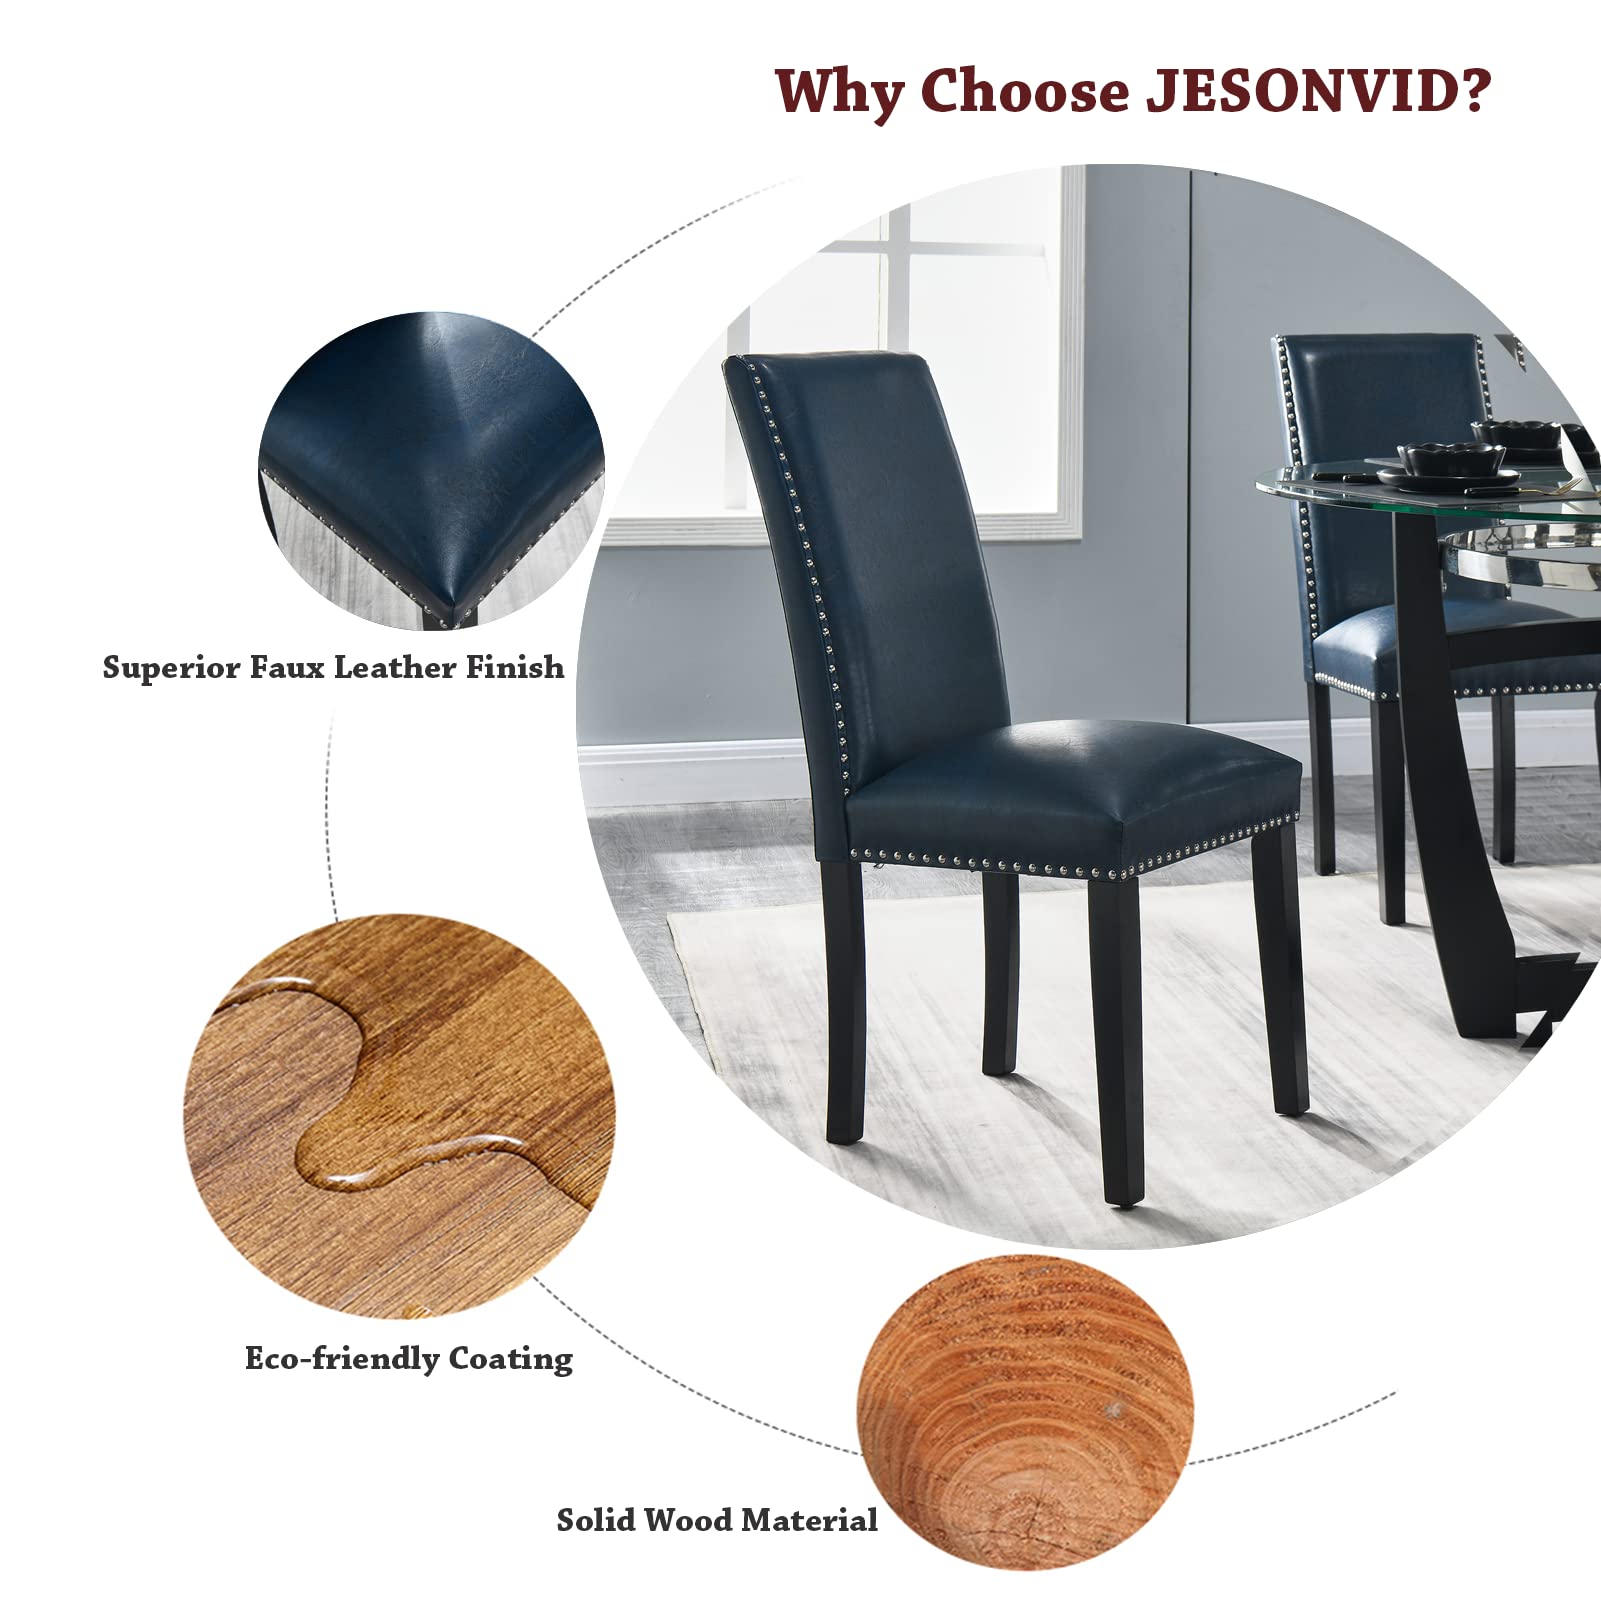 Why Choose JESONVID?
Superior Faux Leather Finish
Eco-friendly Coating
Solid Wood Material